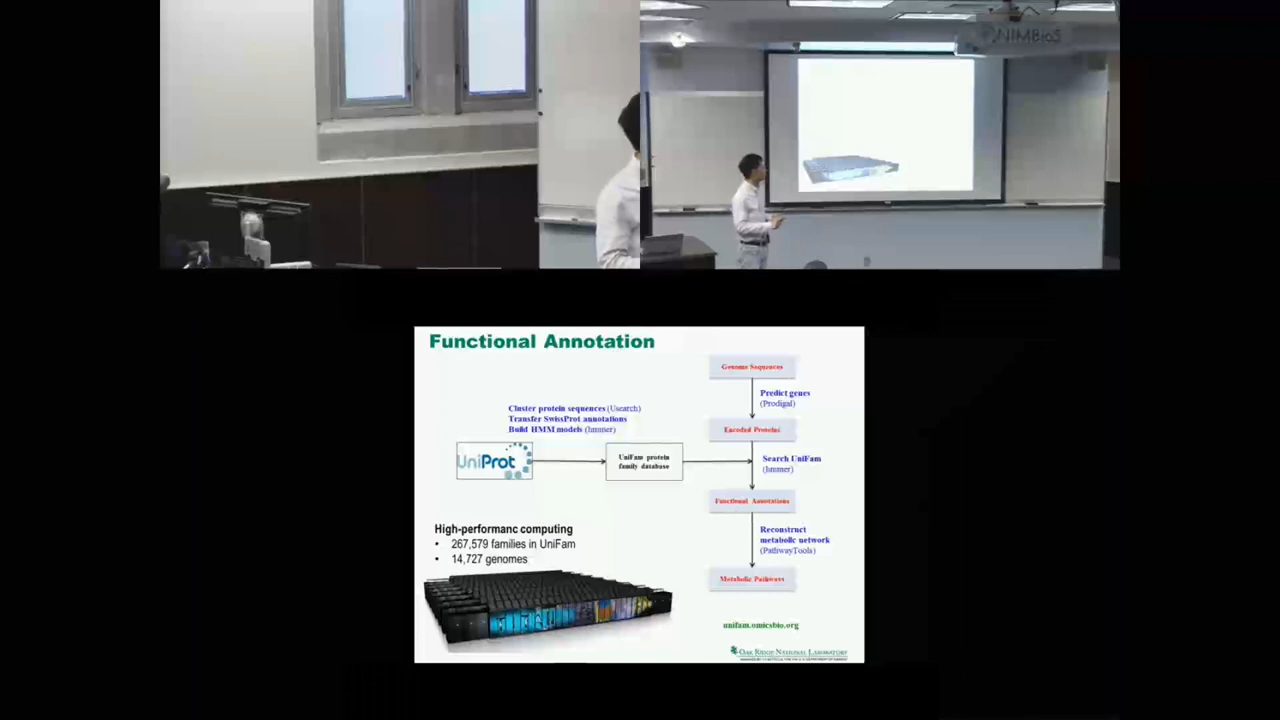 NIMBioS
Functional Annotation
Genome Sequences
Predict genes
(Prodigal)
Cluster protein sequences (Usearch)
Transfer SwissProt annotations
Build HMM models (hmmer)
Encoded Proteins
UniProt
UniFam protein
family database
Search UniFam
(hmmer)
Functional Annotations
High-performanc computing
• 267,579 families in UniFam
• 14,727 genomes
Reconstruct
metabolic network
(PathwayTools)
Metabolic Pathways
unifam.omicsbio.org
OAK RIDGE NATIONAL LABORATORY